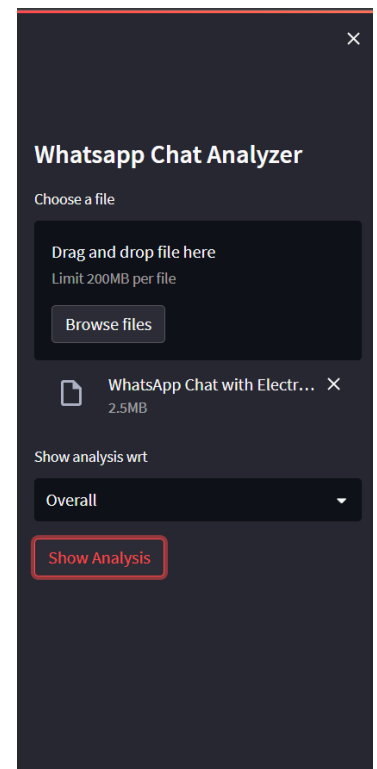 Whatsapp Chat Analyzer
Choose a file
Drag and drop file here
Limit 200MB per file
Browse files
WhatsApp Chat with Electr...
2.5MB
Show analysis wrt
Overall
Show Analysis